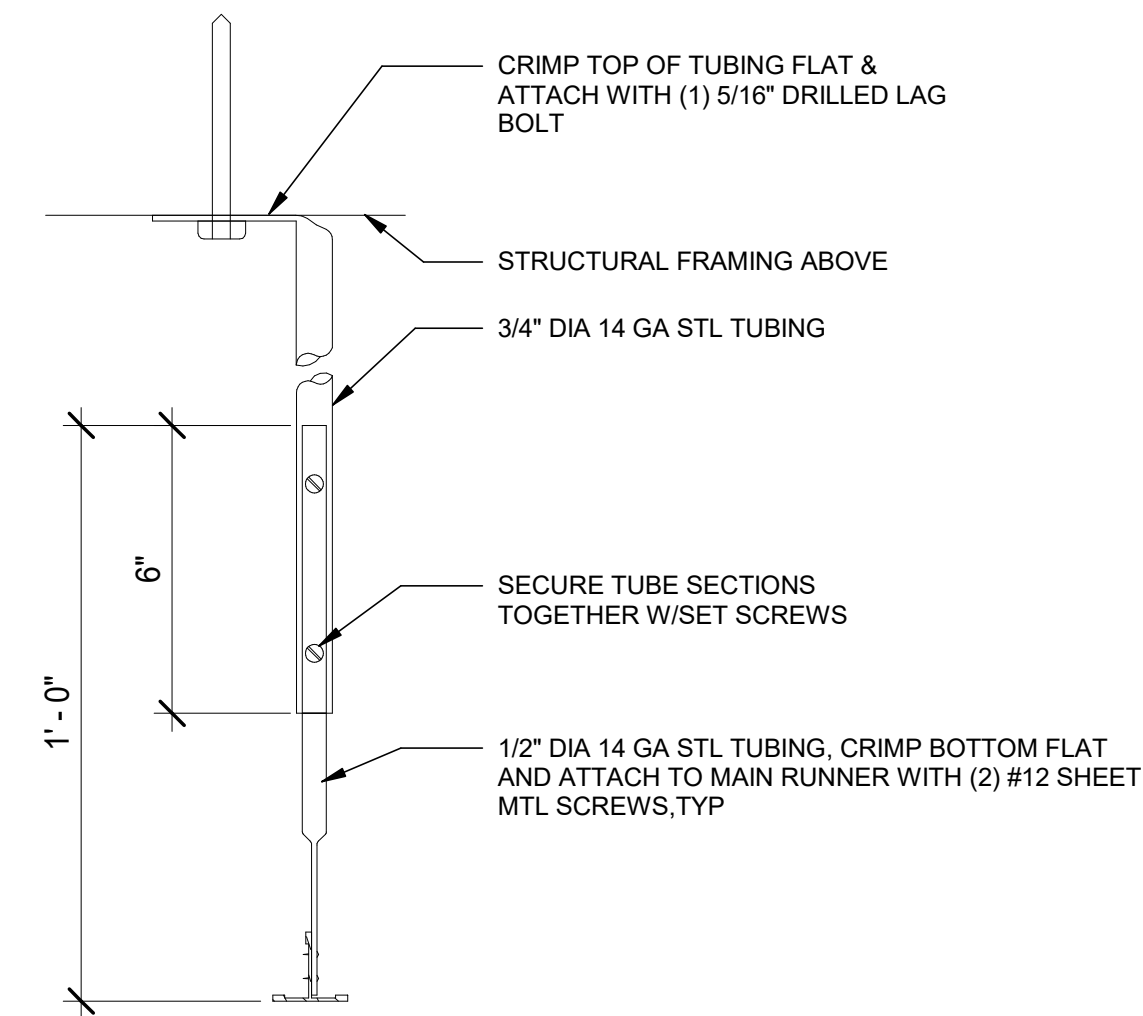 CRIMP TOP OF TUBING FLAT &
ATTACH WITH (1) 5/16" DRILLED LAG
BOLT
STRUCTURAL FRAMING ABOVE
3/4" DIA 14 GA STL TUBING
6"
SECURE TUBE SECTIONS
TOGETHER W/SET SCREWS
1' - 0"
1/2" DIA 14 GA STL TUBING, CRIMP BOTTOM FLAT
AND ATTACH TO MAIN RUNNER WITH (2) #12 SHEET
MTL SCREWS,TYP